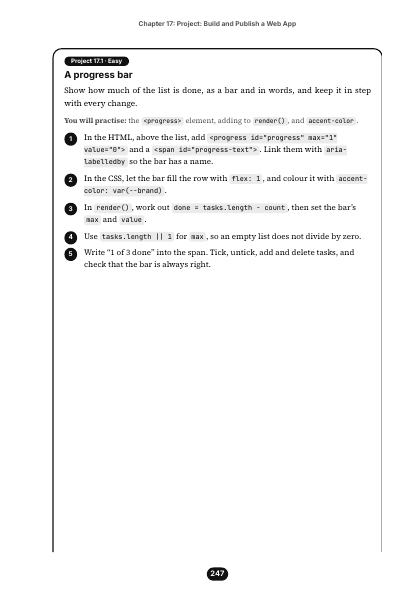 Chapter 17: Project: Build and Publish a Web App
Project 17.1 · Easy
A progress bar
Show how much of the list is done, as a bar and in words, and keep it in step
with every change.
You will practise: the <progress> element, adding to render(), and accent-color.
1 In the HTML, above the list, add <progress id="progress" max="1"
value="0"> and a <span id="progress-text">. Link them with aria-
labelledby so the bar has a name.
2 In the CSS, let the bar fill the row with flex: 1, and colour it with accent-
color: var(--brand).
3 In render(), work out done = tasks.length - count, then set the bar's
max and value.
4 Use tasks.length || 1 for max, so an empty list does not divide by zero.
5 Write “1 of 3 done” into the span. Tick, untick, add and delete tasks, and
check that the bar is always right.
247